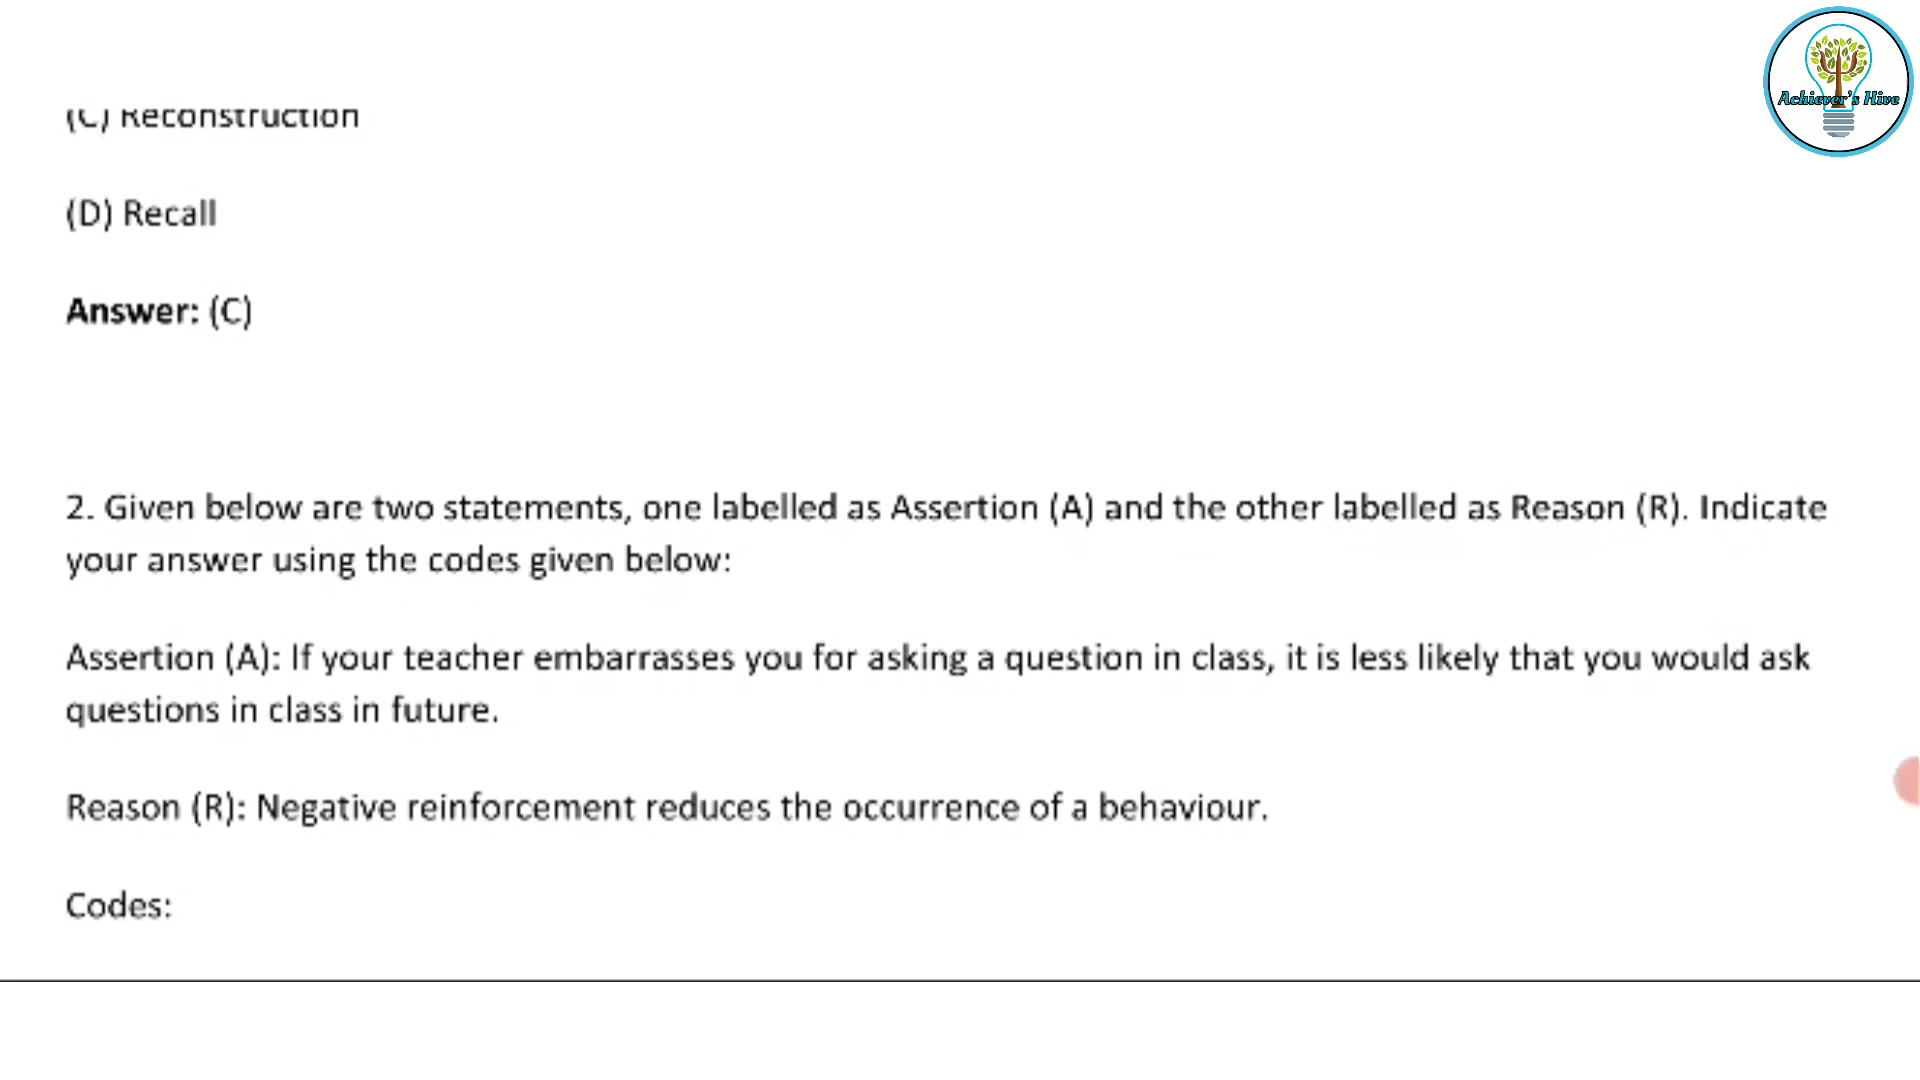 Achiever's Hive
(C) Reconstruction
(D) Recall
Answer: (C)
2. Given below are two statements, one labelled as Assertion (A) and the other labelled as Reason (R). Indicate
your answer using the codes given below:
Assertion (A): If your teacher embarrasses you for asking a question in class, it is less likely that you would ask
questions in class in future.
Reason (R): Negative reinforcement reduces the occurrence of a behaviour.
Codes: